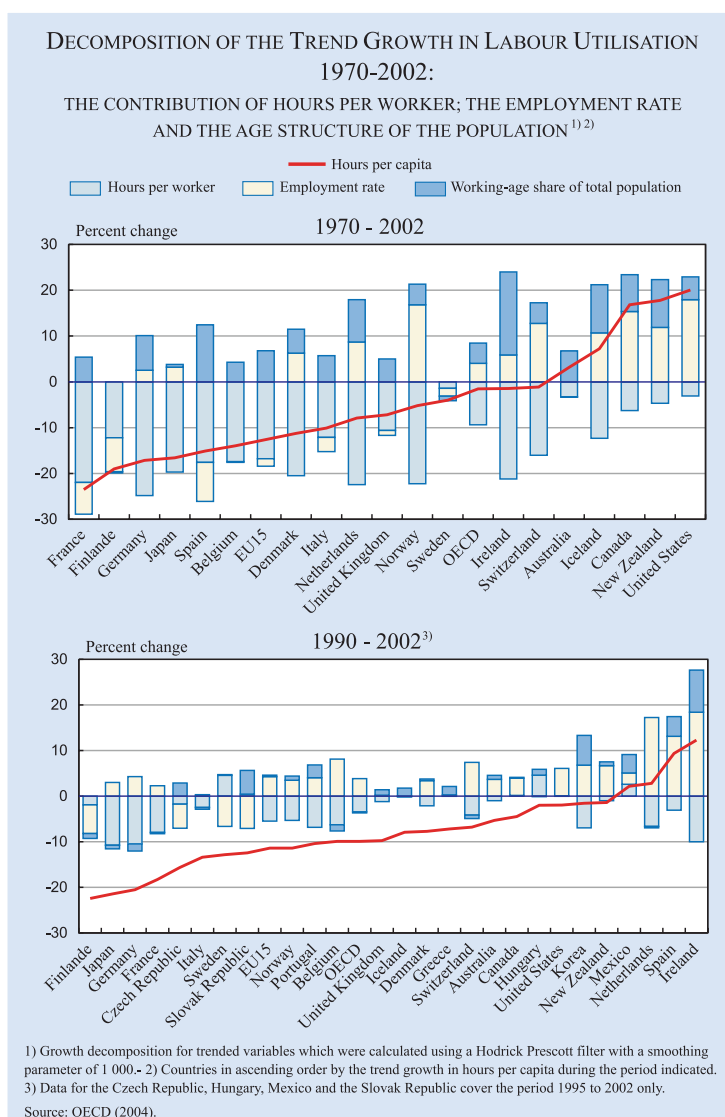 DECOMPOSITION OF THE TREND GROWTH IN LABOUR UTILISATION
1970-2002:
THE CONTRIBUTION OF HOURS PER WORKER; THE EMPLOYMENT RATE
AND THE AGE STRUCTURE OF THE POPULATION 1) 2)
Hours per capita
Hours per worker Employment rate Working-age share of total population
Percent change 1970 - 2002
30
20
10
0
-10
-20
-30
France
Finlande
Germany
Japan
Spain
Belgium
EU15
Denmark
Italy
Netherlands
United Kingdom
Norway
Sweden
OECD
Ireland
Switzerland
Australia
Iceland
Canada
New Zealand
United States
Percent change 1990 - 2002 3)
30
20
10
0
-10
-20
-30
Finlande
Japan
Germany
France
Czech Republic
Italy
Sweden
Slovak Republic
EU15
Norway
Portugal
Belgium
OECD
United Kingdom
Iceland
Denmark
Greece
Switzerland
Australia
Canada
Hungary
United States
Korea
New Zealand
Mexico
Netherlands
Spain
Ireland
1) Growth decomposition for trended variables which were calculated using a Hodrick Prescott filter with a smoothing
parameter of 1 000.- 2) Countries in ascending order by the trend growth in hours per capita during the period indicated.
3) Data for the Czech Republic, Hungary, Mexico and the Slovak Republic cover the period 1995 to 2002 only.
Source: OECD (2004).